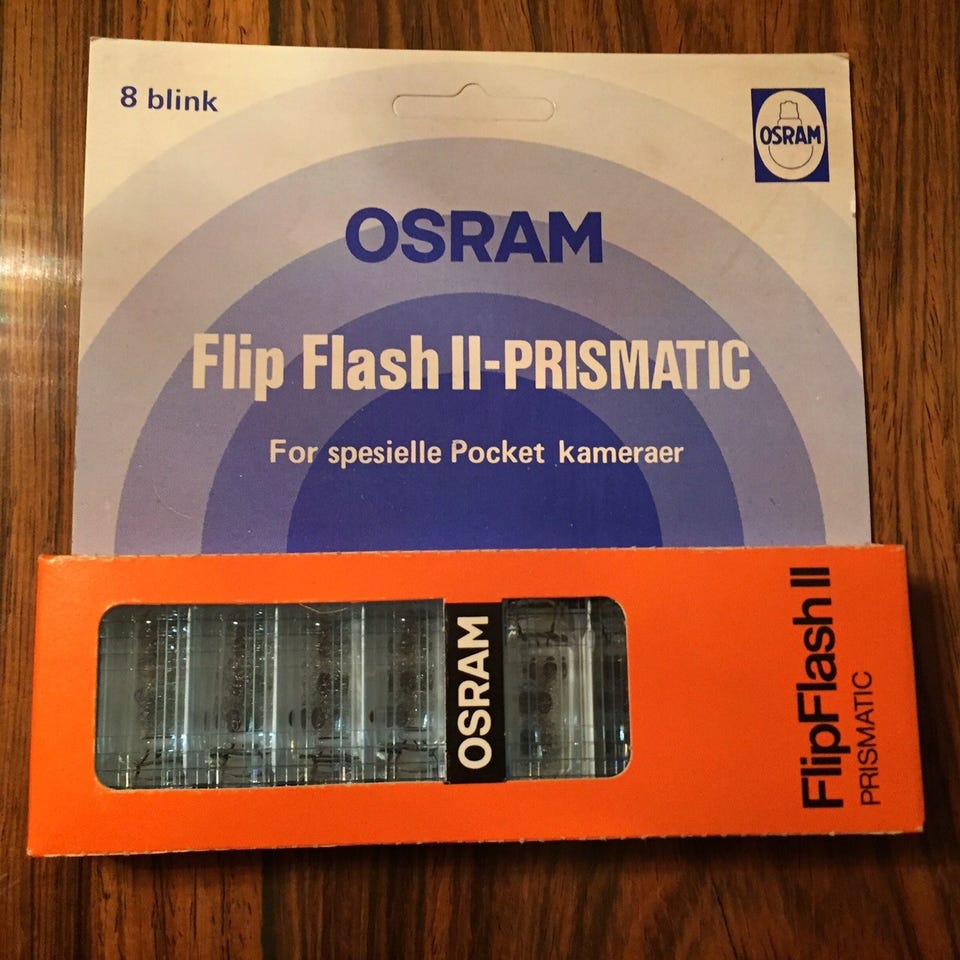 8 blink
OSRAM
OSRAM
Flip Flash II-PRISMATIC
For spesielle Pocket kameraer
OSRAM
FlipFlash II
PRISMATIC